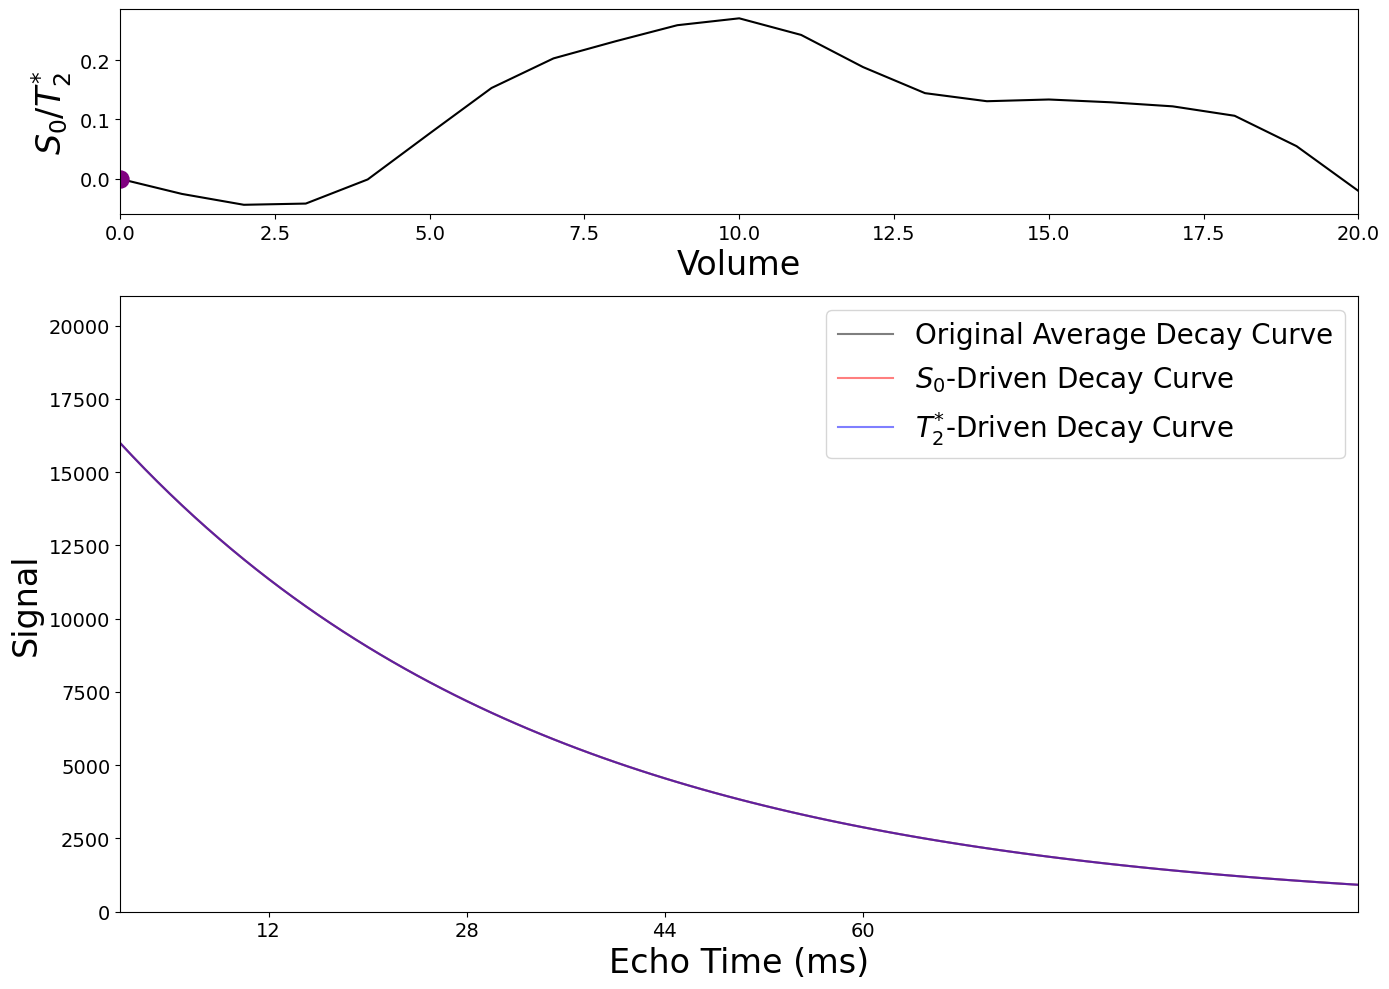 0.2
0.1
0.0
S₀/T₂*
0.0 2.5 5.0 7.5 10.0 12.5 15.0 17.5 20.0
Volume
20000
17500
15000
12500
10000
7500
5000
2500
0
Signal
Original Average Decay Curve
S₀-Driven Decay Curve
T₂*-Driven Decay Curve
12 28 44 60
Echo Time (ms)